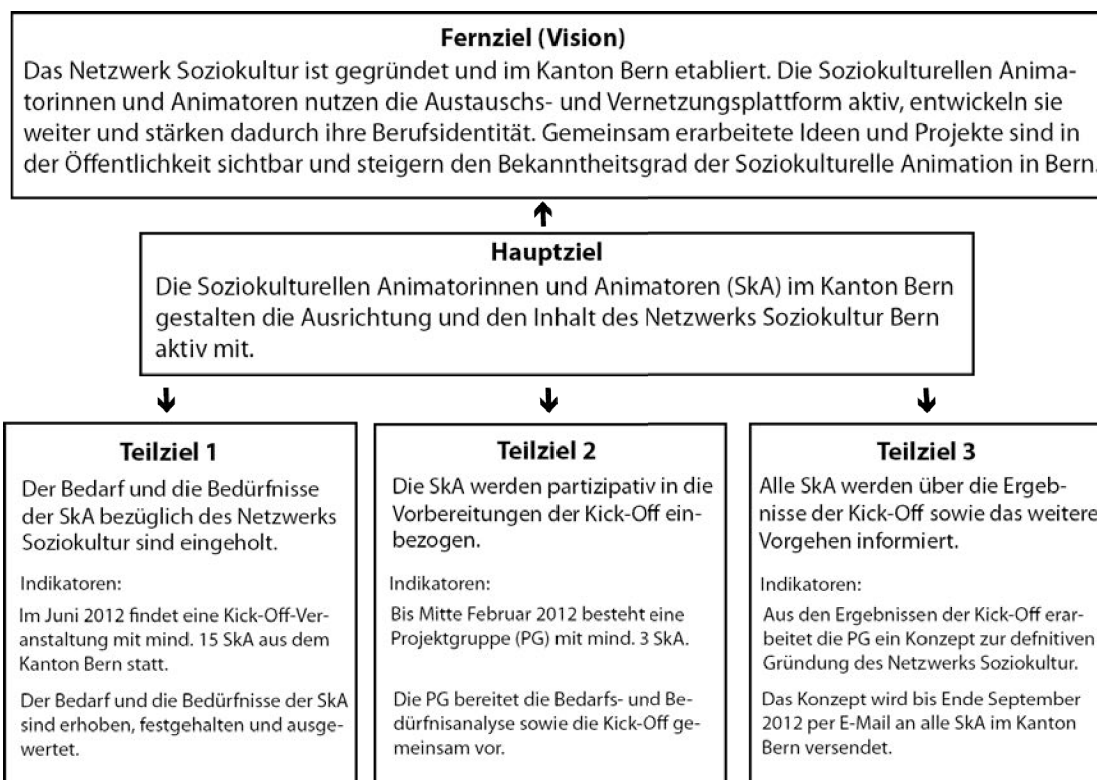 Fernziel (Vision)
Das Netzwerk Soziokultur ist gegründet und im Kanton Bern etabliert. Die Soziokulturellen Anima-
torinnen und Animatoren nutzen die Austauschs- und Vernetzungsplattform aktiv, entwickeln sie
weiter und stärken dadurch ihre Berufsidentität. Gemeinsam erarbeitete Ideen und Projekte sind in
der Öffentlichkeit sichtbar und steigern den Bekanntheitsgrad der Soziokulturelle Animation in Bern.
Hauptziel
Die Soziokulturellen Animatorinnen und Animatoren (SkA) im Kanton Bern
gestalten die Ausrichtung und den Inhalt des Netzwerks Soziokultur Bern
aktiv mit.
Teilziel 1
Der Bedarf und die Bedürfnisse
der SkA bezüglich des Netzwerks
Soziokultur sind eingeholt.
Indikatoren:
Im Juni 2012 findet eine Kick-Off-Ver-
anstaltung mit mind. 15 SkA aus dem
Kanton Bern statt.
Der Bedarf und die Bedürfnisse der SkA
sind erhoben, festgehalten und ausge-
wertet.
Teilziel 2
Die SkA werden partizipativ in die
Vorbereitungen der Kick-Off ein-
bezogen.
Indikatoren:
Bis Mitte Februar 2012 besteht eine
Projektgruppe (PG) mit mind. 3 SkA.
Die PG bereitet die Bedarfs- und Be-
dürfnisanalyse sowie die Kick-Off ge-
meinsam vor.
Teilziel 3
Alle SkA werden über die Ergeb-
nisse der Kick-Off sowie das weitere
Vorgehen informiert.
Indikatoren:
Aus den Ergebnissen der Kick-Off erar-
beitet die PG ein Konzept zur defnitiven
Gründung des Netzwerks Soziokultur.
Das Konzept wird bis Ende September
2012 per E-Mail an alle SkA im Kanton
Bern versendet.